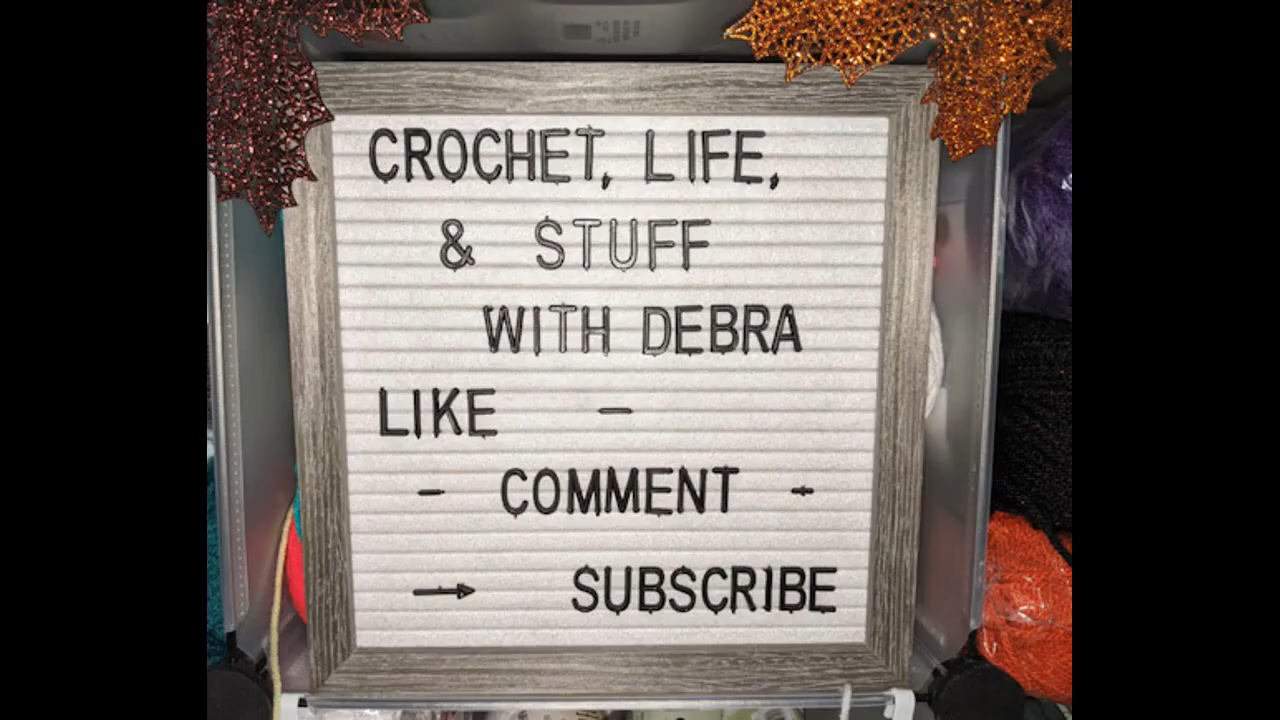 CROCHET, LIFE,
& STUFF
WITH DEBRA
LIKE -
- COMMENT -
→ SUBSCRIBE